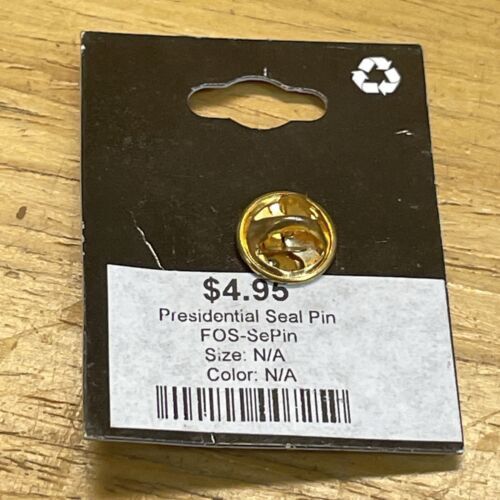 $4.95
Presidential Seal Pin
FOS-SePin
Size: N/A
Color: N/A